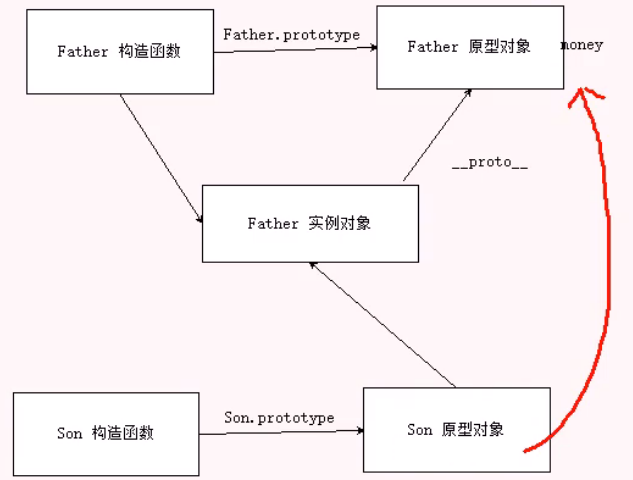 Father.prototype
Father 构造函数
Father 原型对象
money
__proto__
Father 实例对象
Son.prototype
Son 构造函数
Son 原型对象